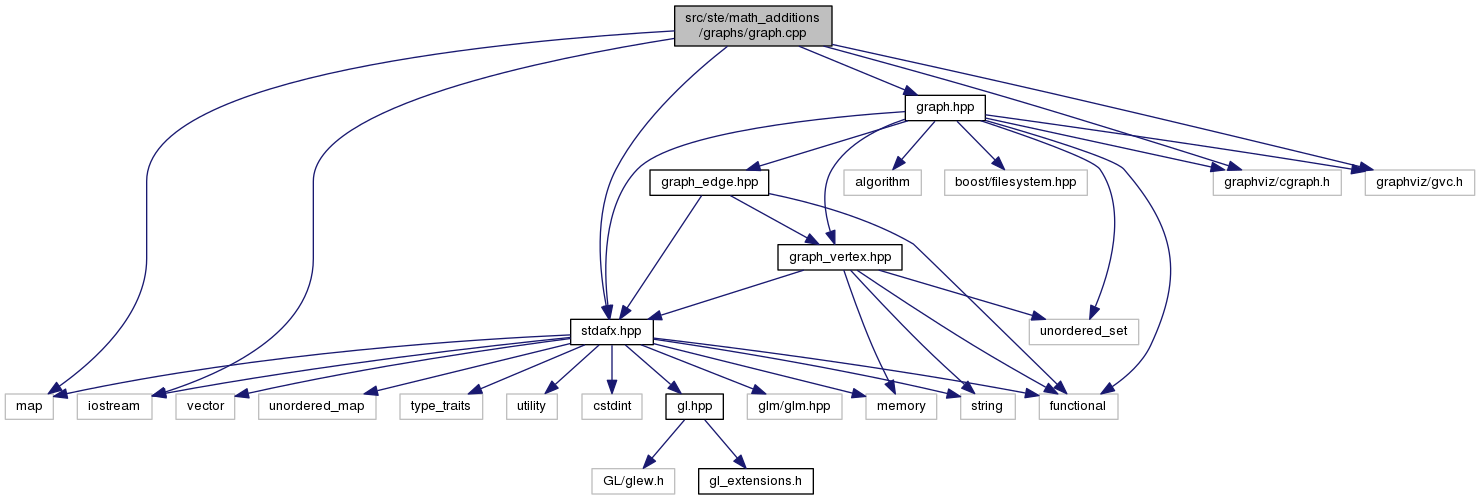 src/ste/math_additions
/graphs/graph.cpp
graph.hpp
graph_edge.hpp
algorithm
boost/filesystem.hpp
graphviz/cgraph.h
graphviz/gvc.h
graph_vertex.hpp
stdafx.hpp
unordered_set
map
iostream
vector
unordered_map
type_traits
utility
cstdint
gl.hpp
glm/glm.hpp
memory
string
functional
GL/glew.h
gl_extensions.h